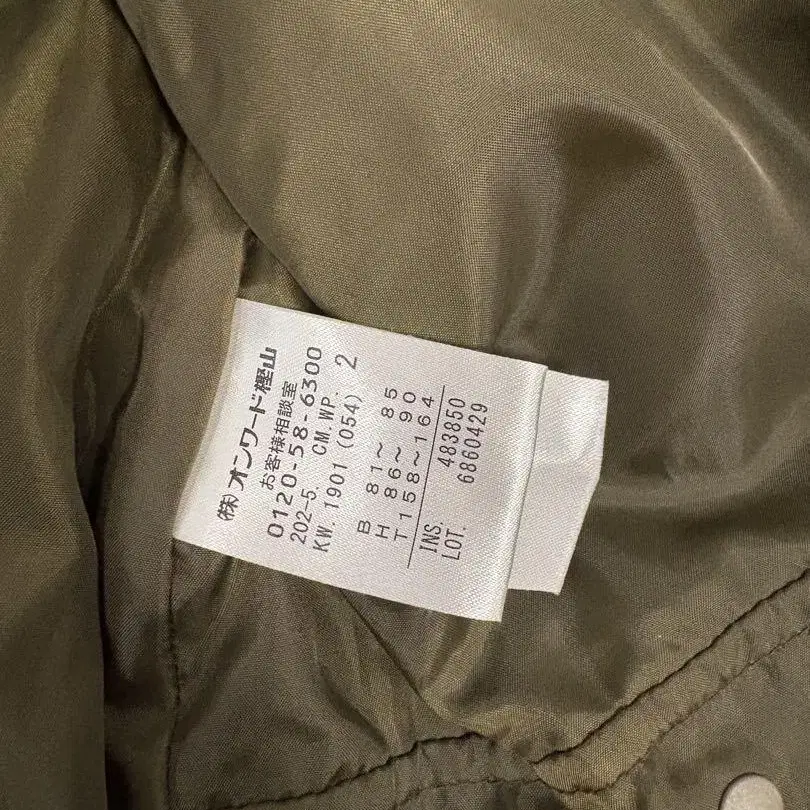 (株)オンワード樫山
お客様相談室
0120-58-6300
202-5. CM.WP. 2
KW.1901 (054)
B 81~ 85
H 86~ 90
T 158~164
INS. 483850
LOT. 6860429